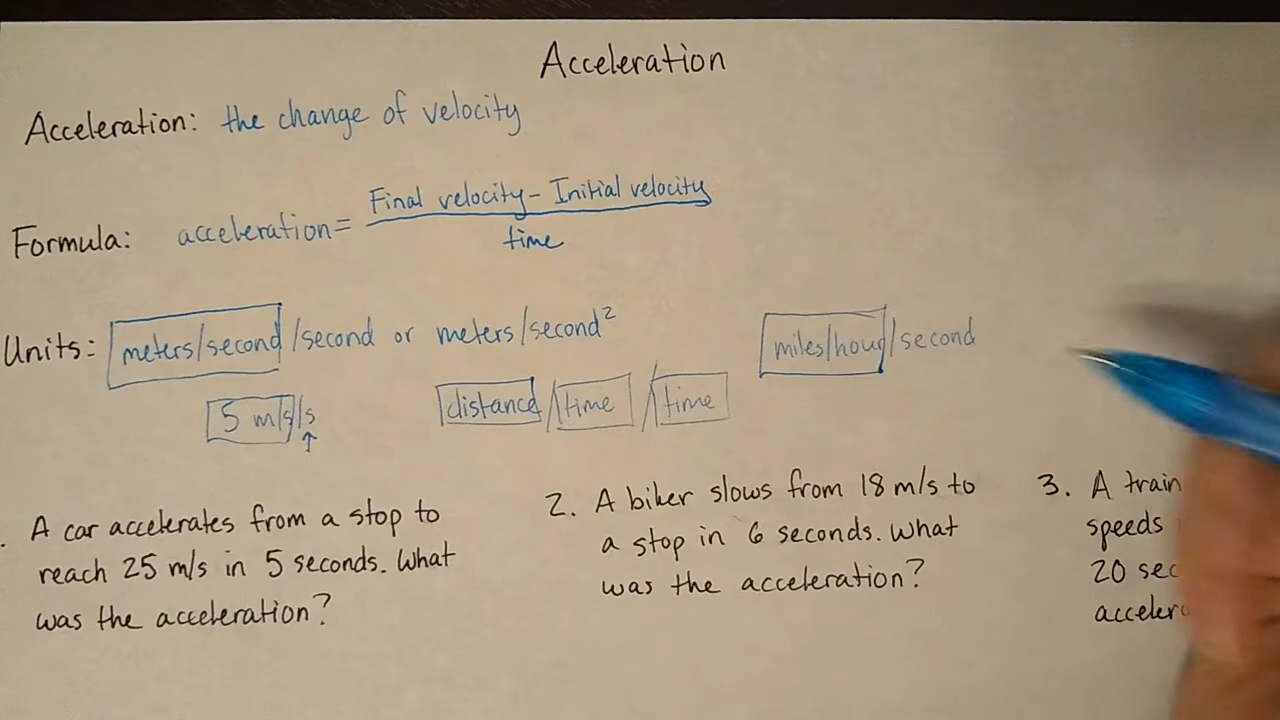 Acceleration
Acceleration: the change of velocity
Final velocity - Initial velocity
Formula: acceleration =
time
Units: meters/second/second or meters/second² miles/hour/second
5 m/s/s distance/time/time
. A car accelerates from a stop to
reach 25 m/s in 5 seconds. What
was the acceleration?
2. A biker slows from 18 m/s to
a stop in 6 seconds. What
was the acceleration?
3. A train
speeds
20 sec
acceler